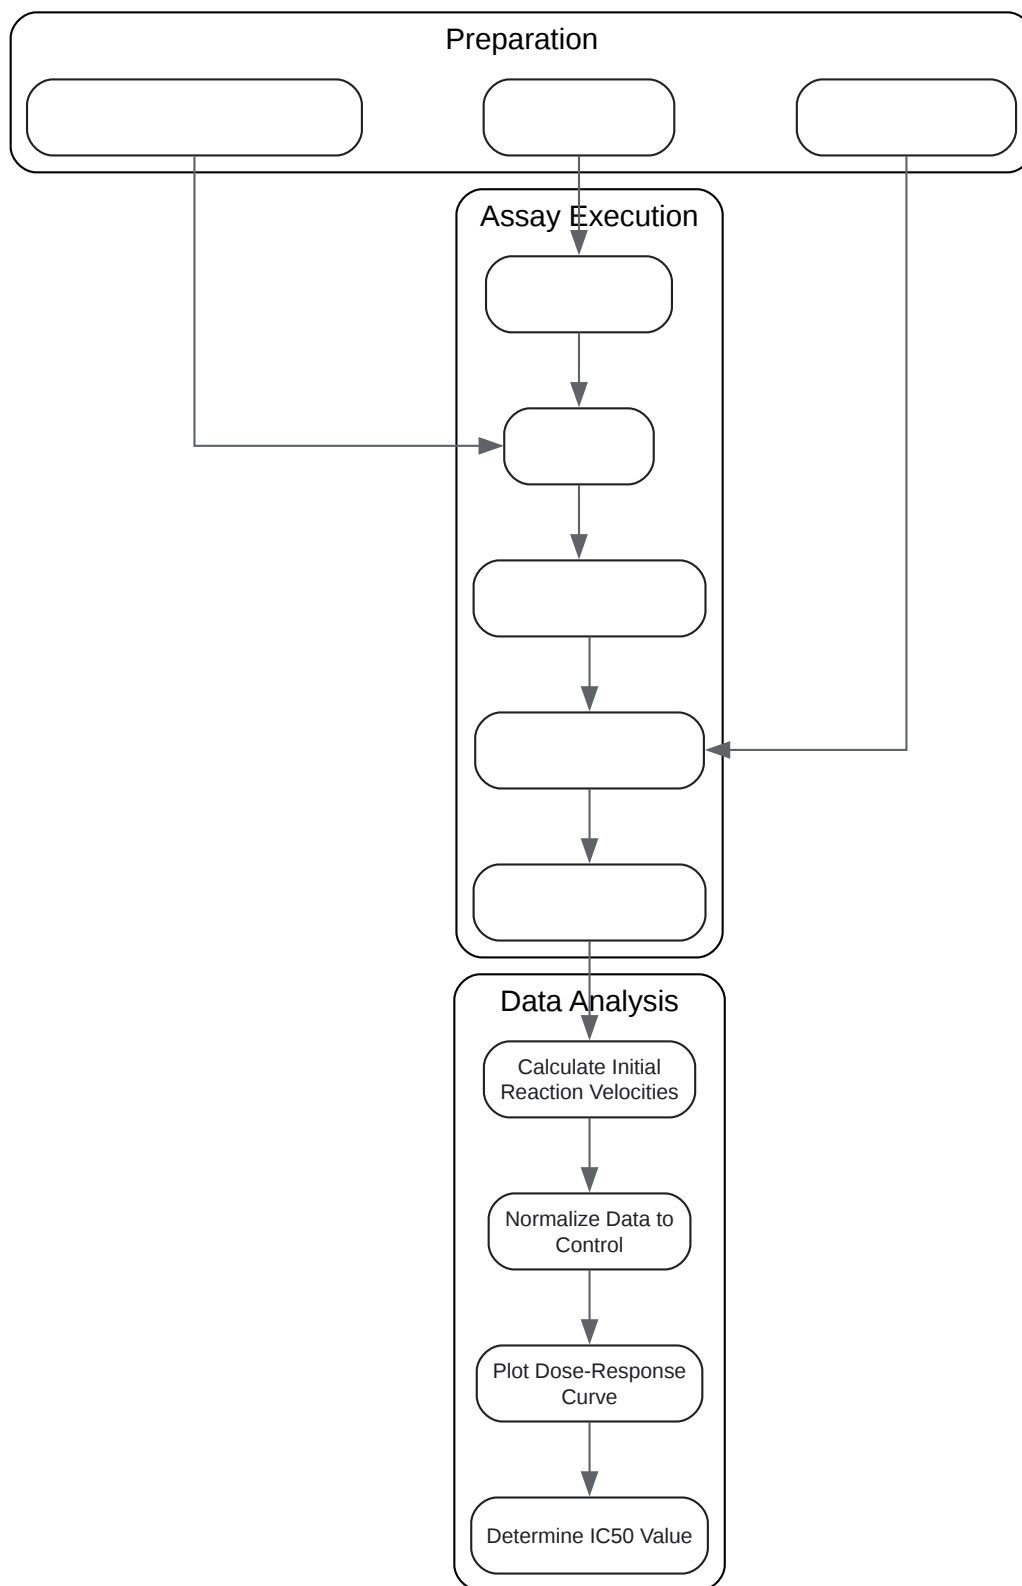 Preparation
Assay Execution
Data Analysis
Calculate Initial
Reaction Velocities
Normalize Data to
Control
Plot Dose-Response
Curve
Determine IC50 Value